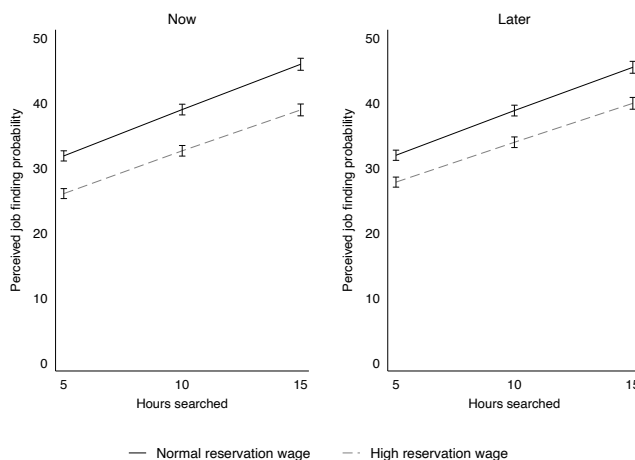 Now
50
40
30
20
10
0
Perceived job finding probability
5 10 15
Hours searched
Later
50
40
30
20
10
0
Perceived job finding probability
5 10 15
Hours searched
Normal reservation wage High reservation wage